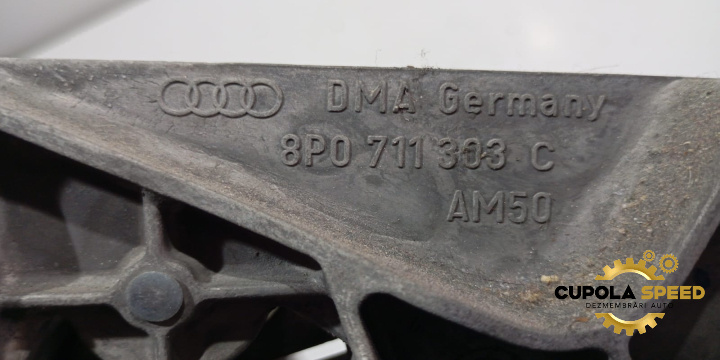 DMA Germany
8P0 711 303 C
AM50
CUPOLA SPEED
DEZMEMBRĂRI AUTO